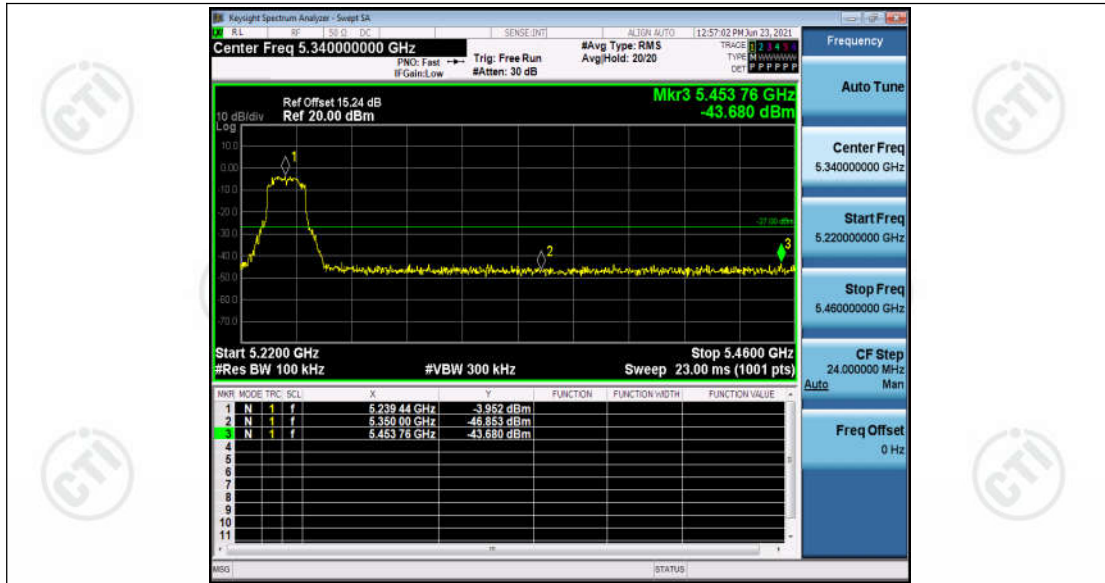 Keysight Spectrum Analyzer - Swept SA
RL RF 50 Ω DC SENSE:INT ALIGN AUTO 12:57:02 PM Jun 23, 2021
Center Freq 5.340000000 GHz
PNO: Fast
IFGain:Low
Trig: Free Run
#Atten: 30 dB
#Avg Type: RMS
Avg|Hold: 20/20
TRACE 1 2 3 4 5 6
TYPE M WWWWW
DET P P P P P P
Frequency
Auto Tune
Center Freq
5.340000000 GHz
Start Freq
5.220000000 GHz
Stop Freq
5.460000000 GHz
CF Step
24.000000 MHz
Auto Man
Freq Offset
0 Hz
Mkr3 5.453 76 GHz
-43.680 dBm
Ref Offset 15.24 dB
10 dB/div Ref 20.00 dBm
Log
10.0
0.00
-10.0
-20.0
-30.0
-40.0
-50.0
-60.0
-70.0
1
2
3
Start 5.2200 GHz
#Res BW 100 kHz
#VBW 300 kHz
Stop 5.4600 GHz
Sweep 23.00 ms (1001 pts)
MKR MODE TRC SCL X Y FUNCTION FUNCTION WIDTH FUNCTION VALUE
1 N 1 f 5.239 44 GHz -3.952 dBm
2 N 1 f 5.350 00 GHz -46.853 dBm
3 N 1 f 5.453 76 GHz -43.680 dBm
4
5
6
7
8
9
10
11
MSG
STATUS
CTI
CTI
CTI
CTI